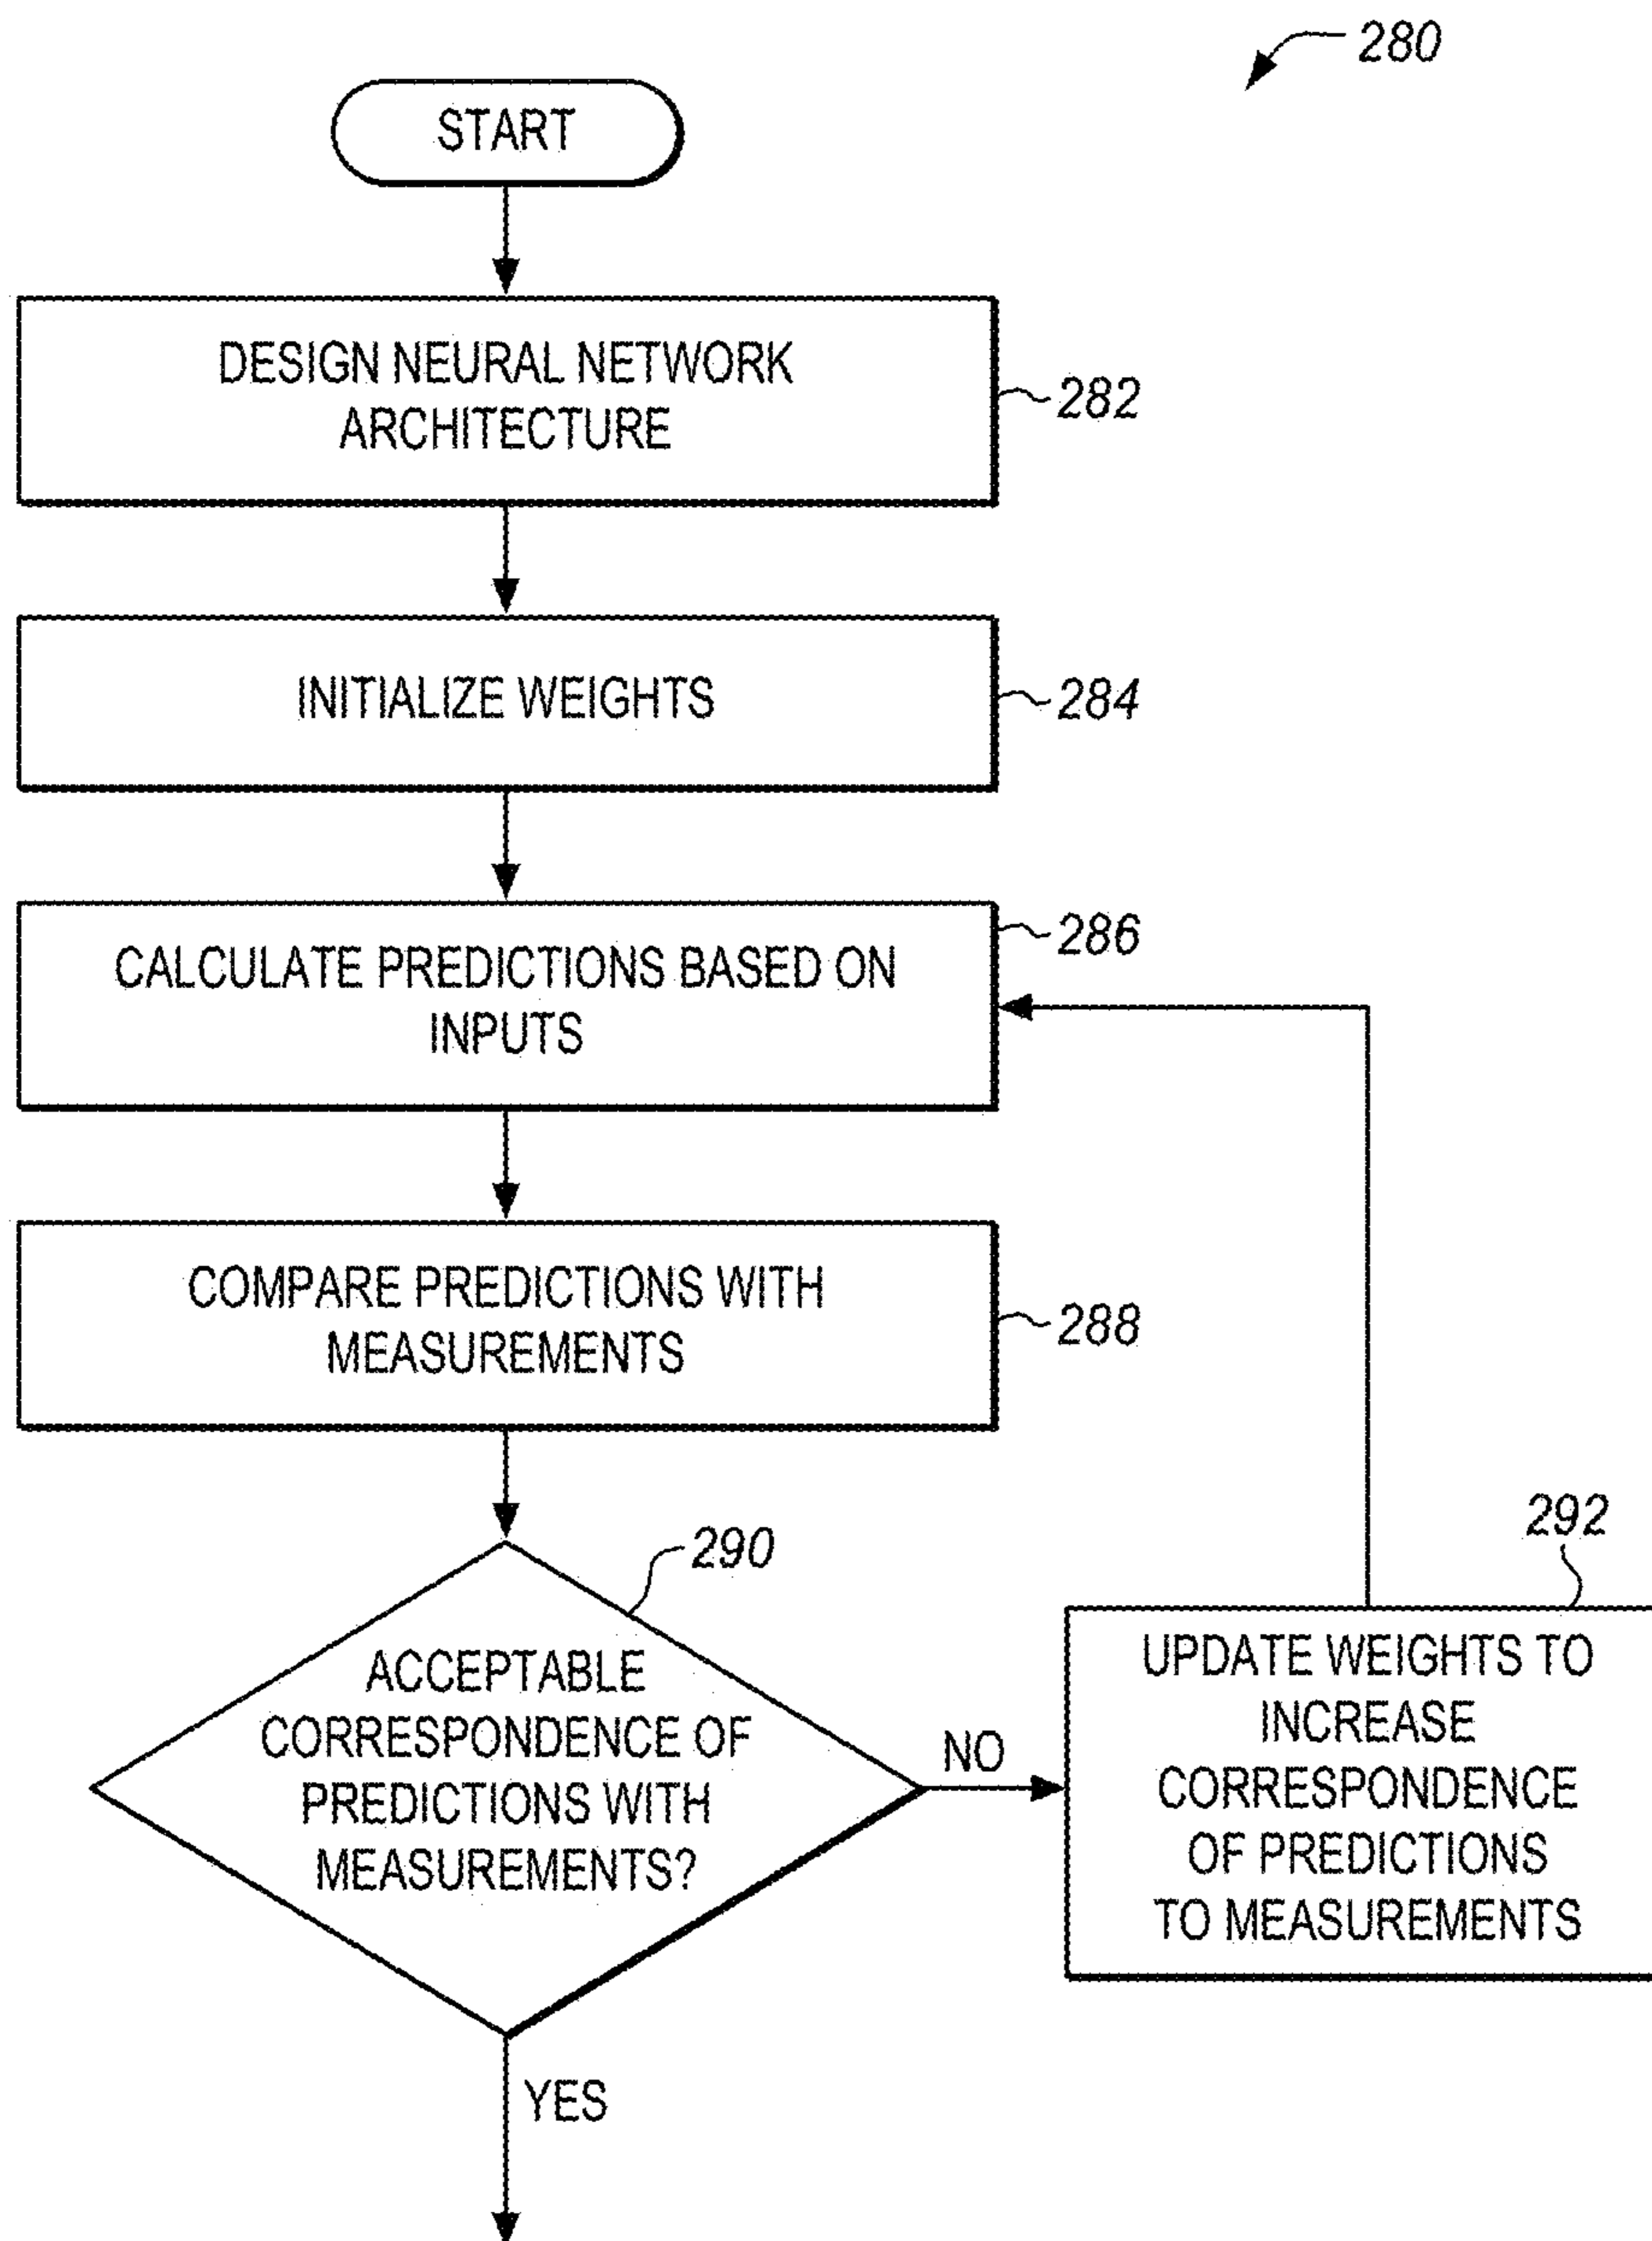 280
START
DESIGN NEURAL NETWORK
ARCHITECTURE
282
INITIALIZE WEIGHTS
284
CALCULATE PREDICTIONS BASED ON
INPUTS
286
COMPARE PREDICTIONS WITH
MEASUREMENTS
288
290
ACCEPTABLE
CORRESPONDENCE OF
PREDICTIONS WITH
MEASUREMENTS?
NO
292
UPDATE WEIGHTS TO
INCREASE
CORRESPONDENCE
OF PREDICTIONS
TO MEASUREMENTS
YES